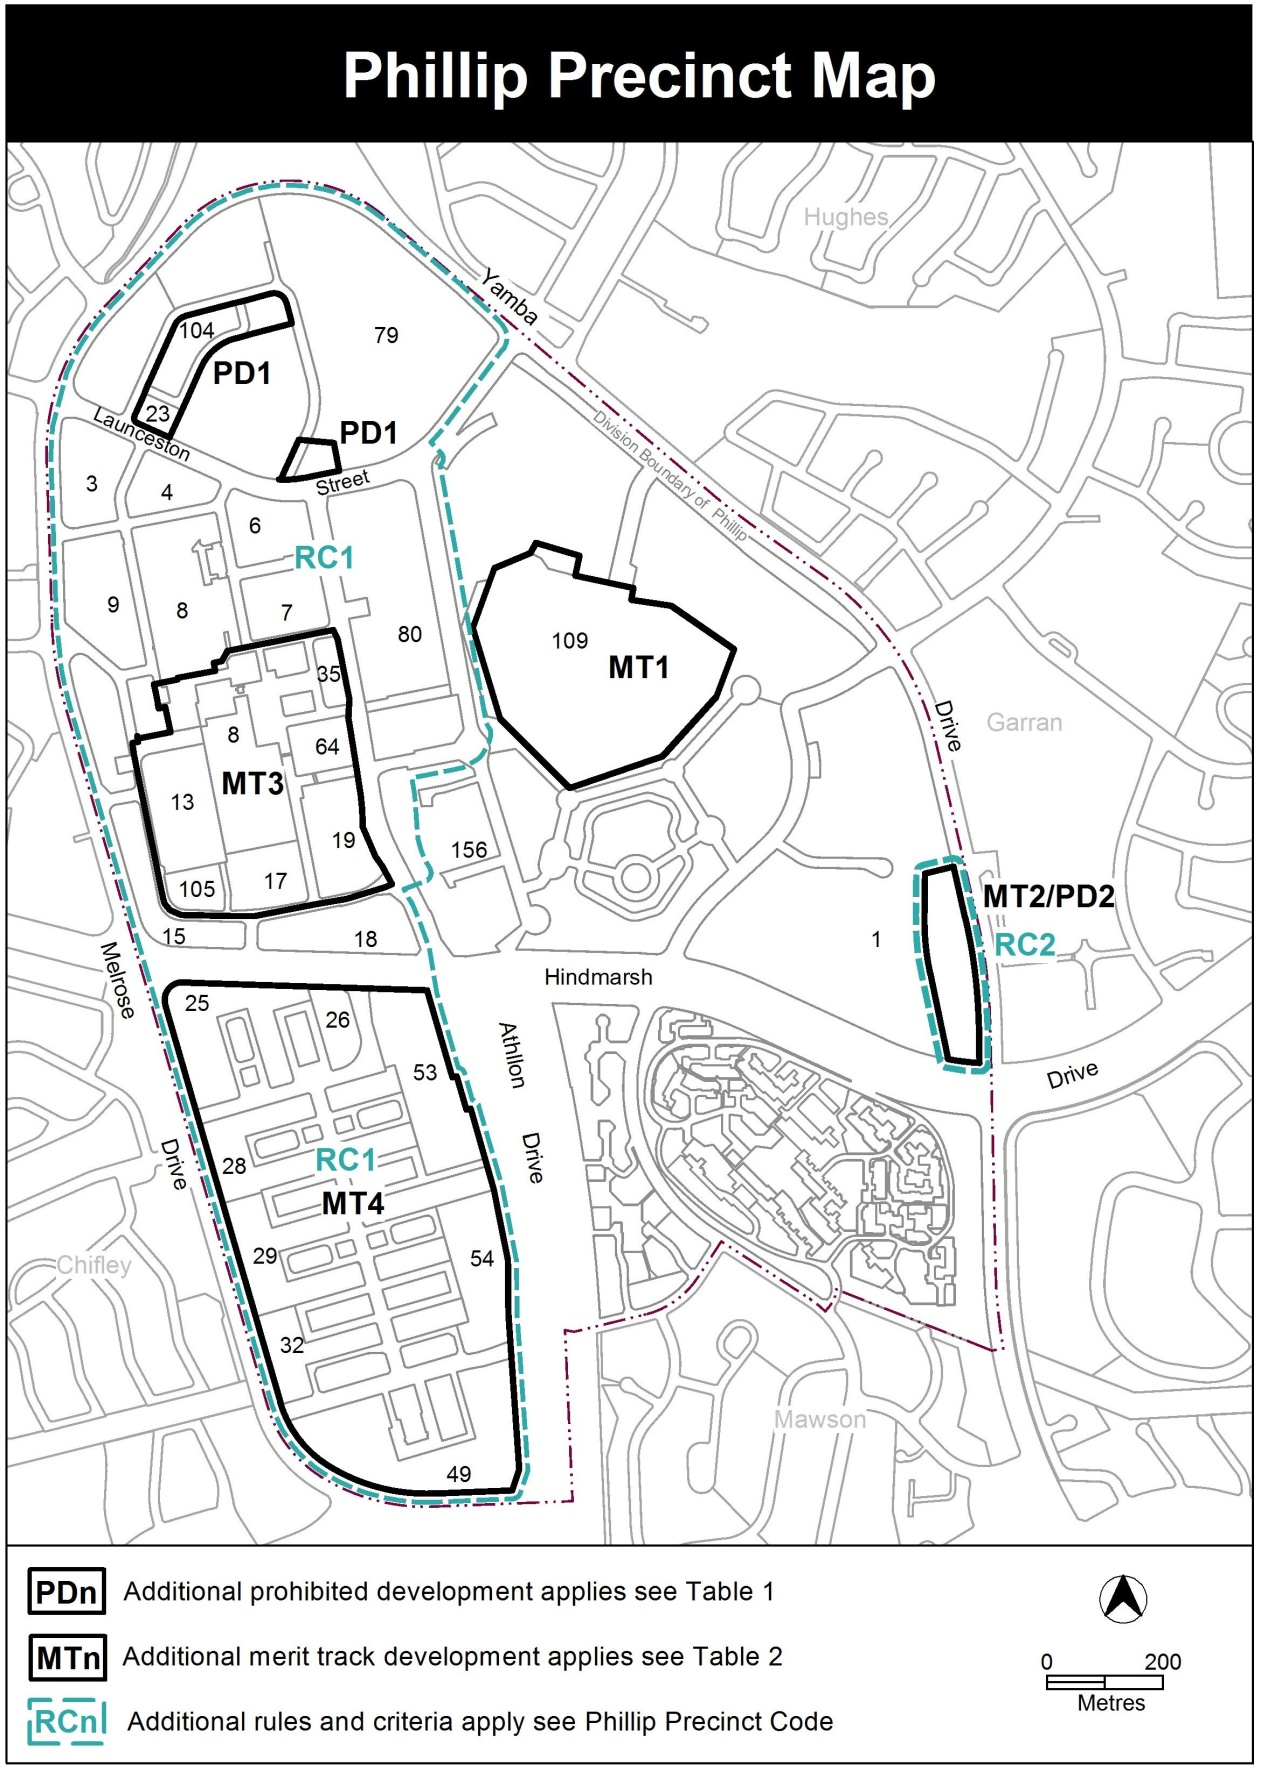 Phillip Precinct Map
Hughes
Yamba
104
79
PD1
23
Launceston
PD1
Division Boundary of Phillip
3
4
Street
6
RC1
9
8
7
80
109
MT1
35
Drive
Garran
8
64
MT3
13
19
156
105
17
MT2/PD2
15
18
1
RC2
Melrose
Hindmarsh
25
26
Athllon
53
Drive
Drive
RC1
28
Drive
MT4
29
54
Chifley
32
Mawson
49
PDn Additional prohibited development applies see Table 1
MTn Additional merit track development applies see Table 2
RCn Additional rules and criteria apply see Phillip Precinct Code
0 200
Metres